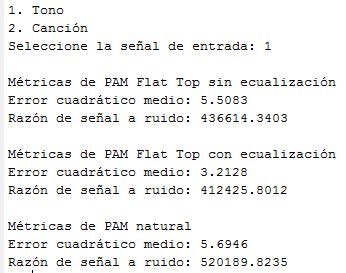 1. Tono
2. Canción
Seleccione la señal de entrada: 1
Métricas de PAM Flat Top sin ecualización
Error cuadrático medio: 5.5083
Razón de señal a ruido: 436614.3403
Métricas de PAM Flat Top con ecualización
Error cuadrático medio: 3.2128
Razón de señal a ruido: 412425.8012
Métricas de PAM natural
Error cuadrático medio: 5.6946
Razón de señal a ruido: 520189.8235